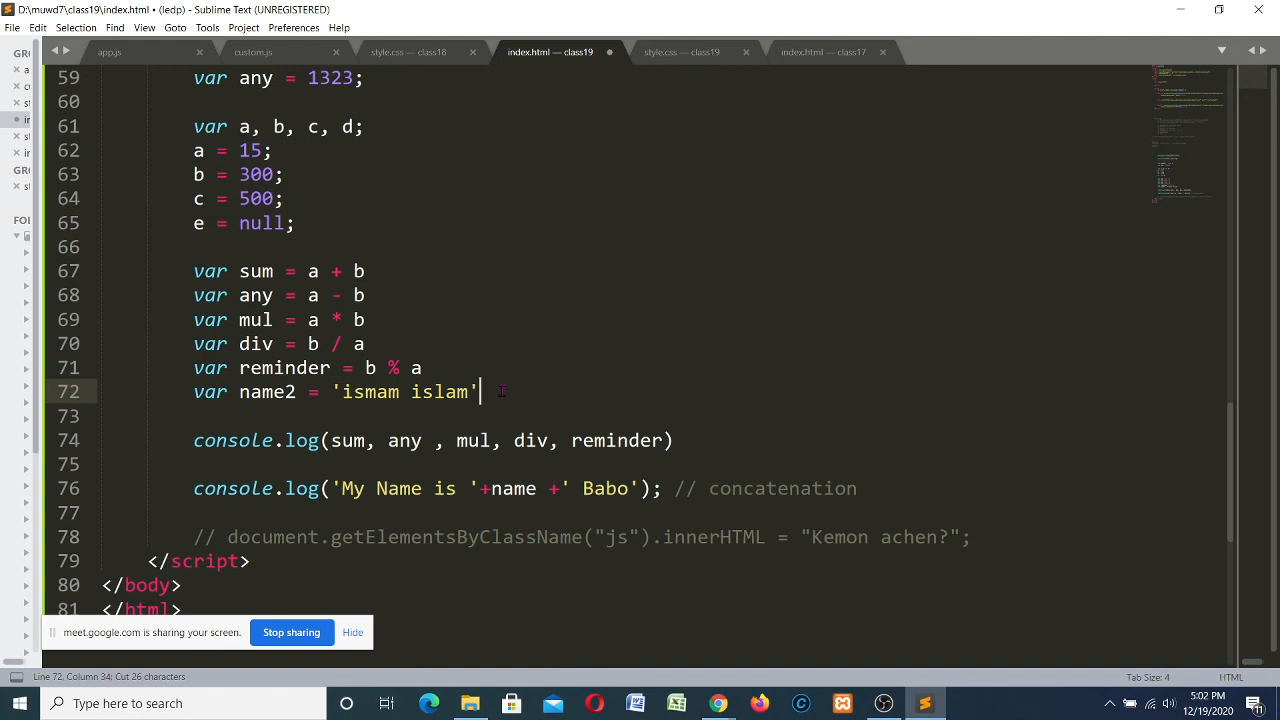 D:\muwd7\class19\index.html • (ledp) - Sublime Text (UNREGISTERED)
File Edit Selection Find View Goto Tools Project Preferences Help
app.js custom.js style.css — class18 index.html — class19 style.css — class19 index.html — class17
59 var any = 1323;
60
61 var a, b, c, d;
62 a = 15;
63 b = 300;
64 c = 500;
65 e = null;
66
67 var sum = a + b
68 var any = a - b
69 var mul = a * b
70 var div = b / a
71 var reminder = b % a
72 var name2 = 'ismam islam'
73
74 console.log(sum, any , mul, div, reminder)
75
76 console.log('My Name is '+name +' Babo'); // concatenation
77
78 // document.getElementsByClassName("js").innerHTML = "Kemon achen?";
79 </script>
80 </body>
81 </html>
meet.google.com is sharing your screen. Stop sharing Hide
Line 72, Column 34; Cut 26 characters Tab Size: 4 HTML
Type here to search
5:02 PM
12/19/2020